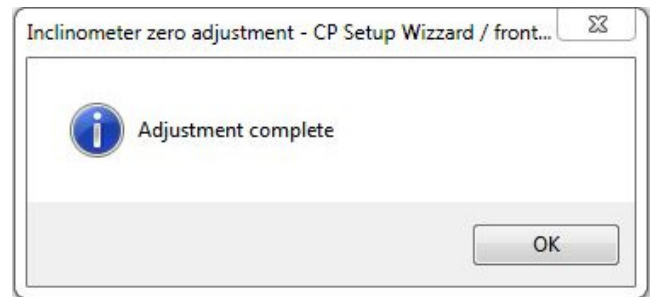 Inclinometer zero adjustment - CP Setup Wizzard / front...
Adjustment complete
OK